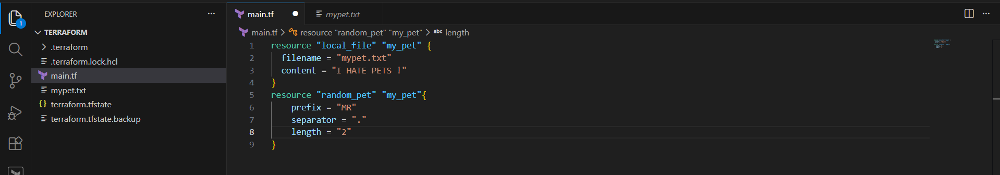 EXPLORER
TERRAFORM
.terraform
.terraform.lock.hcl
main.tf
mypet.txt
terraform.tfstate
terraform.tfstate.backup
1
main.tf
mypet.txt
main.tf > resource "random_pet" "my_pet" > abc length
1 resource "local_file" "my_pet" {
2 filename = "mypet.txt"
3 content = "I HATE PETS !"
4 }
5 resource "random_pet" "my_pet"{
6 prefix = "MR"
7 separator = "."
8 length = "2"
9 }